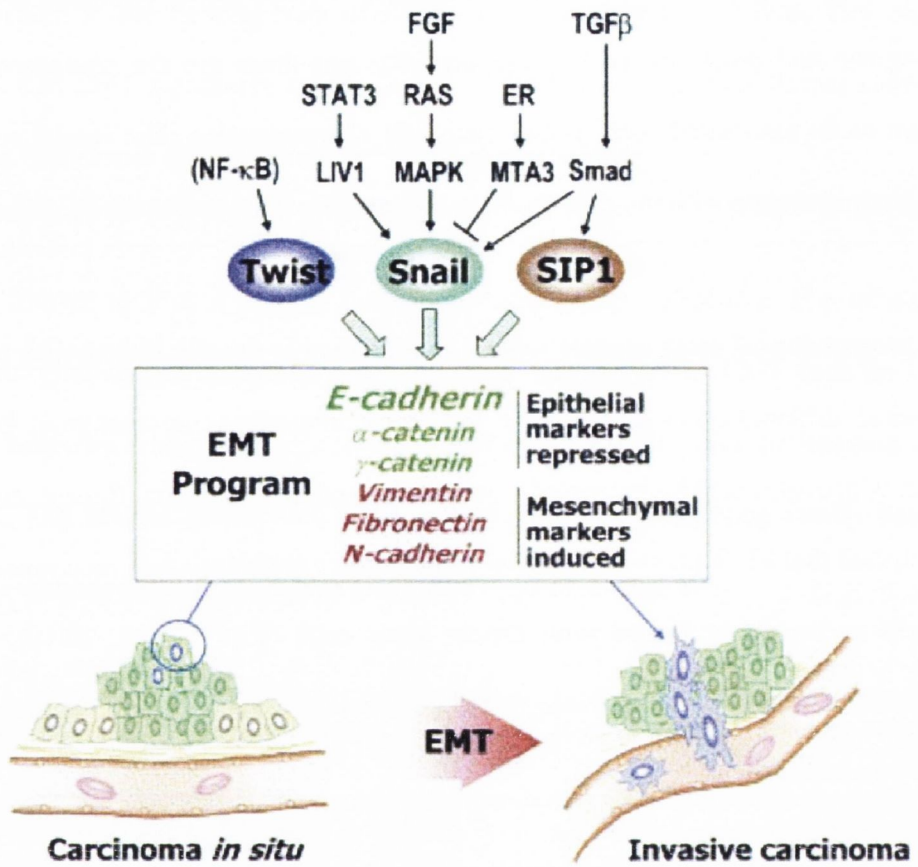 FGF TGFβ
STAT3 RAS ER
(NF-κB) LIV1 MAPK MTA3 Smad
Twist Snail SIP1
EMT
Program
E-cadherin
α-catenin
γ-catenin
Epithelial
markers
repressed
Vimentin
Fibronectin
N-cadherin
Mesenchymal
markers
induced
EMT
Carcinoma in situ
Invasive carcinoma